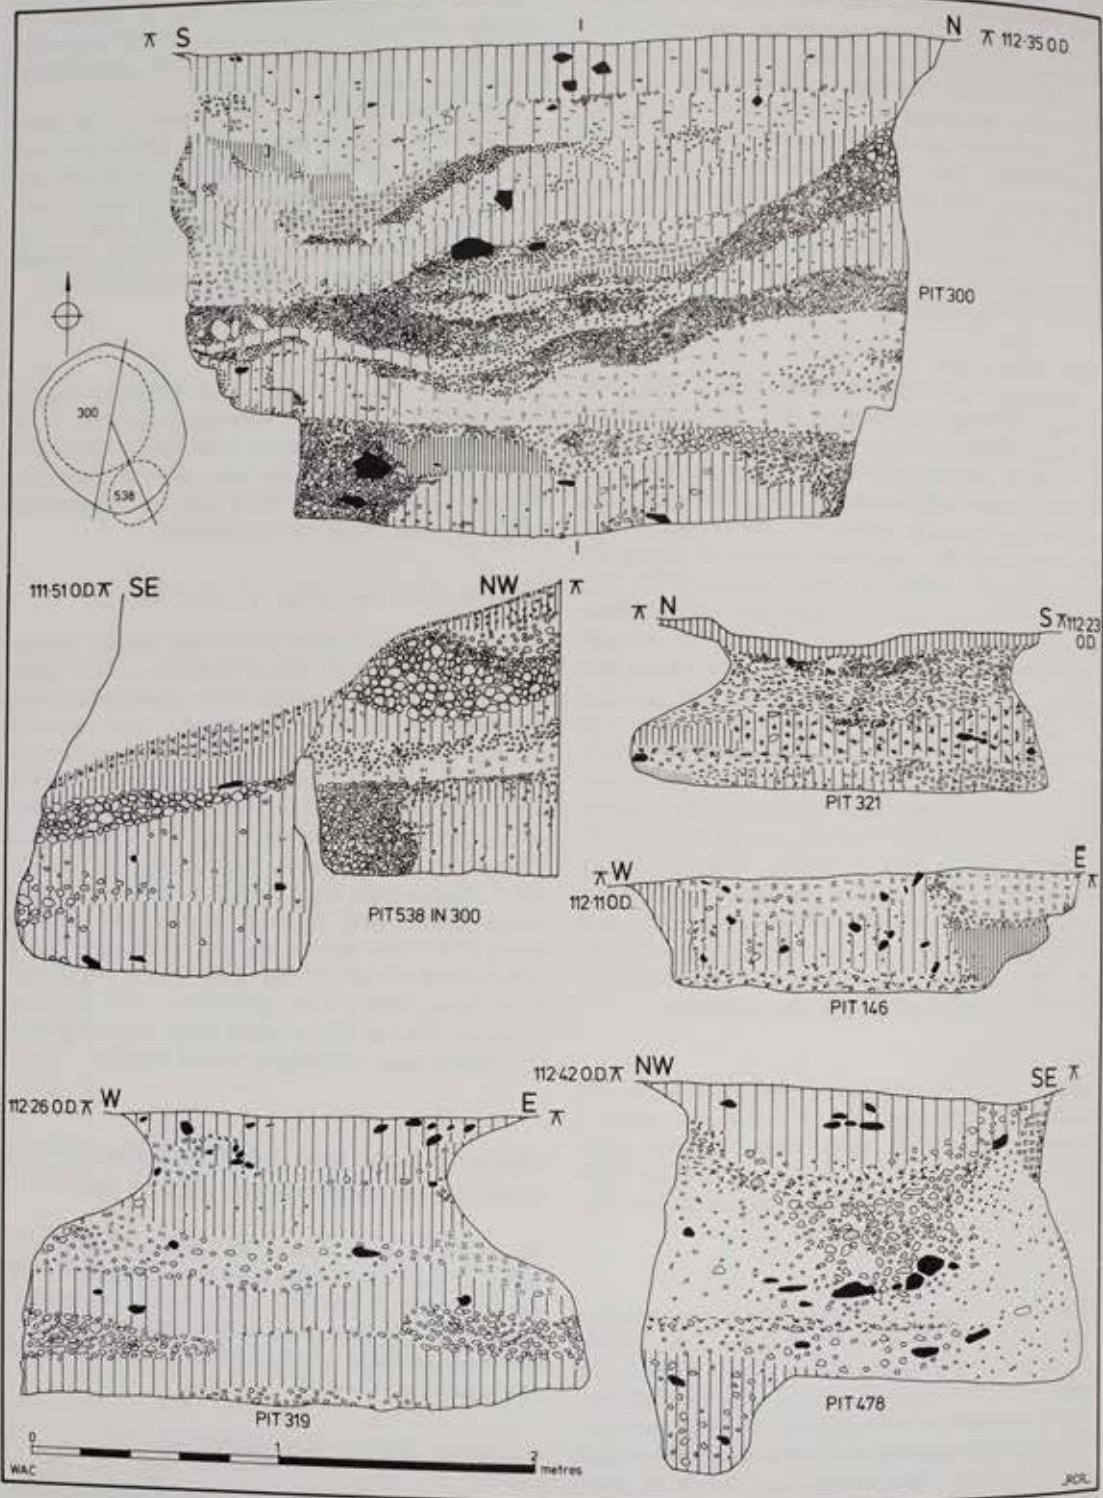 S I N 112·35 O.D.
PIT 300
300
538
I
111·51 O.D. SE NW
PIT 538 IN 300
N S 112·23
O.D.
PIT 321
W E
112·11 O.D.
PIT 146
112·26 O.D. W E
PIT 319
112·42 O.D. NW SE
PIT 478
0 1 2 metres
WAC